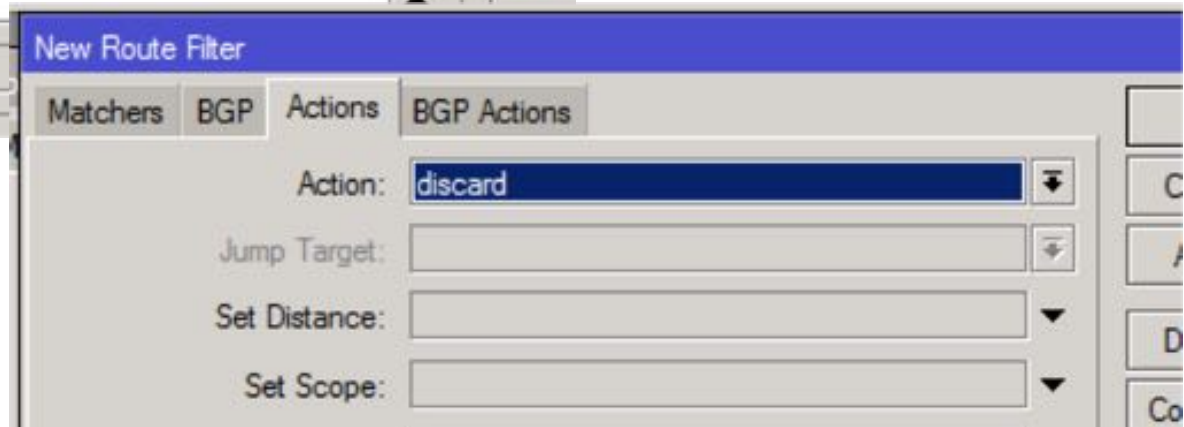 New Route Filter
Matchers BGP Actions BGP Actions
Action: discard
Jump Target:
Set Distance:
Set Scope: